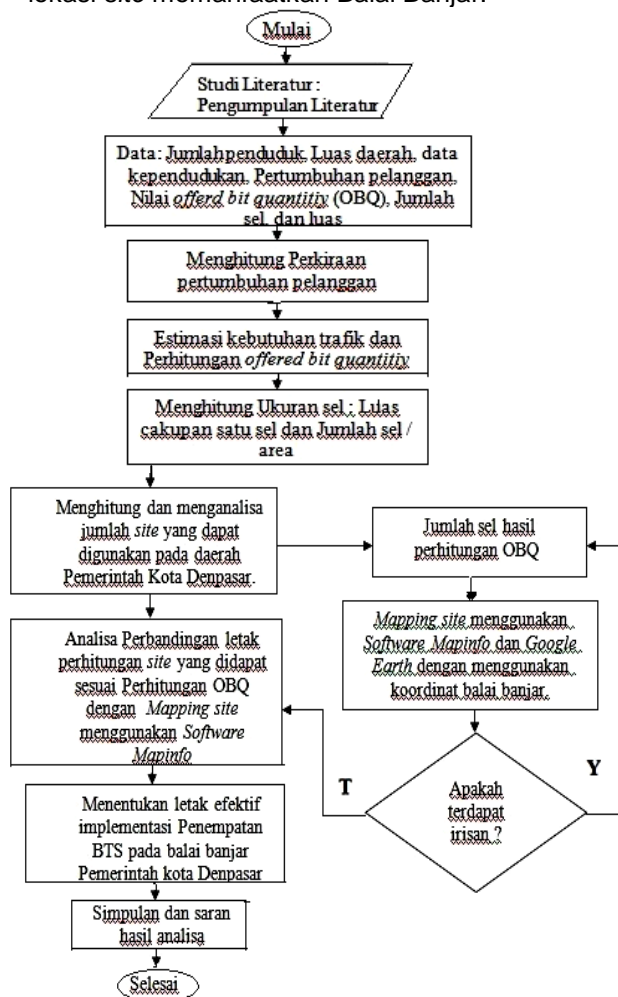 lokasi site memanfaatkan Balai Banjar.
Mulai
Studi Literatur :
Pengumpulan Literatur
Data: Jumlah penduduk, Luas daerah, data
kependudukan, Pertumbuhan pelanggan,
Nilai offerd bit quantitiy (OBQ), Jumlah
sel, dan luas
Menghitung Perkiraan
pertumbuhan pelanggan
Estimasi kebutuhan trafik dan
Perhitungan offered bit quantitiy
Menghitung Ukuran sel : Luas
cakupan satu sel dan Jumlah sel /
area
Menghitung dan menganalisa
jumlah site yang dapat
digunakan pada daerah
Pemerintah Kota Denpasar.
Jumlah sel hasil
perhitungan OBQ
Mapping site menggunakan
Software Mapinfo dan Google
Earth dengan menggunakan
koordinat balai banjar.
Analisa Perbandingan letak
perhitungan site yang didapat
sesuai Perhitungan OBQ
dengan Mapping site
menggunakan Software
Mapinfo
T
Apakah
terdapat
irisan ?
Y
Menentukan letak efektif
implementasi Penempatan
BTS pada balai banjar
Pemerintah kota Denpasar
Simpulan dan saran
hasil analisa
Selesai